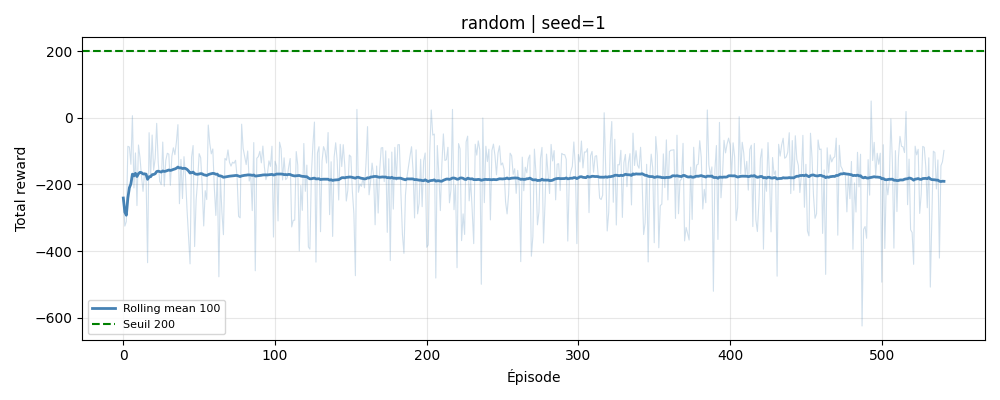 random | seed=1
Total reward
200
0
−200
−400
−600
Rolling mean 100
Seuil 200
0
100
200
300
400
500
Épisode